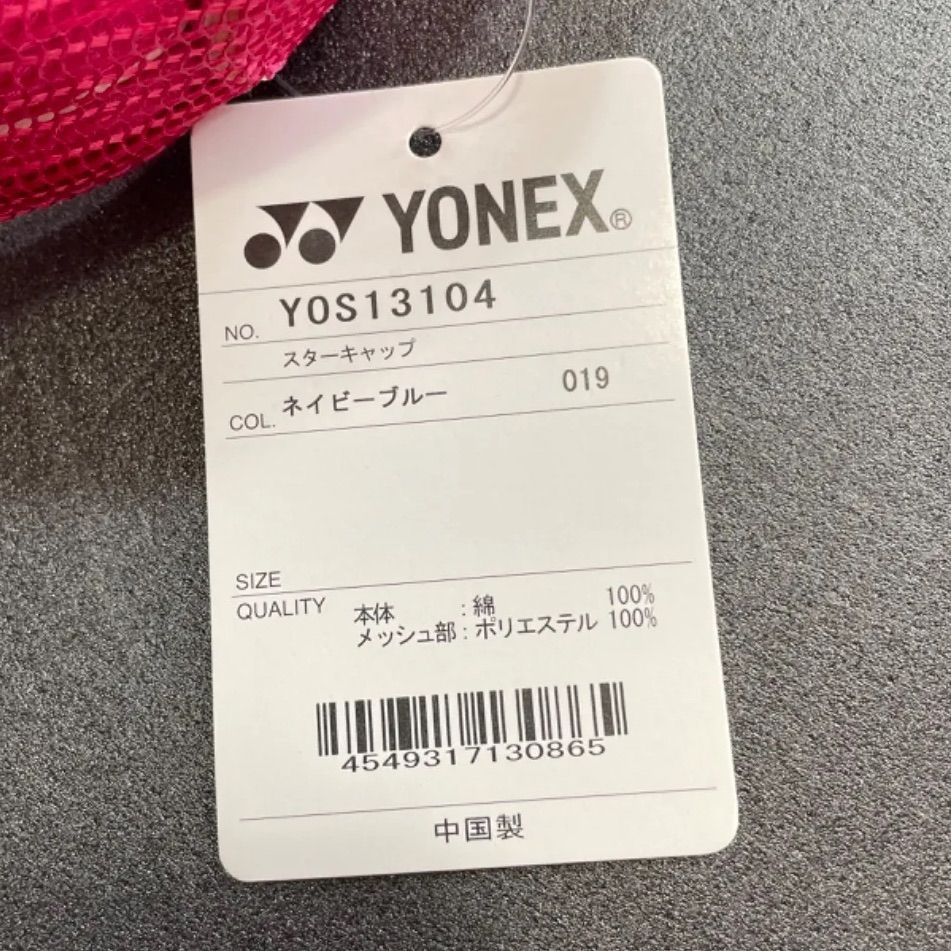 YONEX®
NO. YOS13104
スターキャップ
COL. ネイビーブルー 019
SIZE
QUALITY 本体 : 綿 100%
メッシュ部 : ポリエステル 100%
4549317130865
中国製